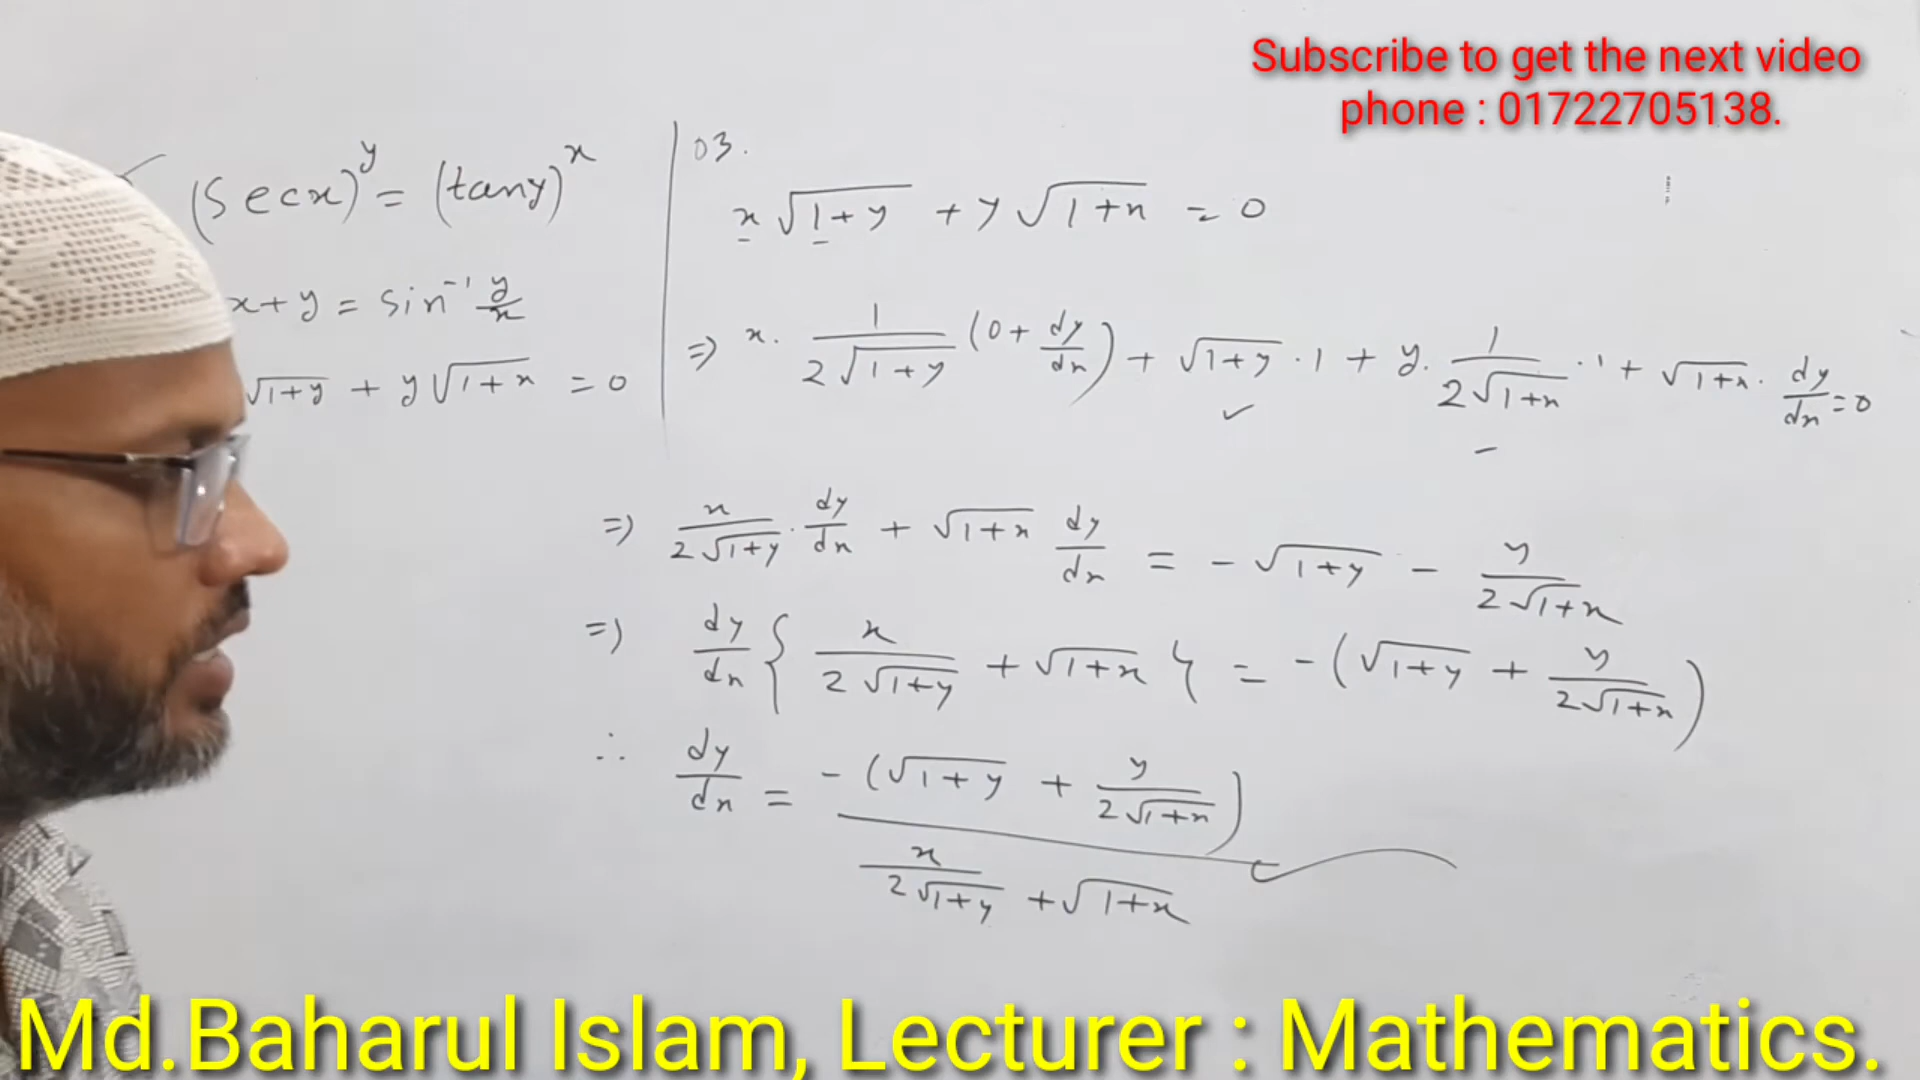 Subscribe to get the next video
phone : 01722705138.
(secx)^y = (tany)^x
x+y = sin⁻¹ y/x
√1+y + y√1+x = 0
03.
x√1+y + y√1+x = 0
⇒ x. 1/2√1+y (0 + dy/dx) + √1+y . 1 + y. 1/2√1+x . 1 + √1+x . dy/dx = 0
⇒ x/2√1+y . dy/dx + √1+x dy/dx = - √1+y - y/2√1+x
⇒ dy/dx { x/2√1+y + √1+x } = - (√1+y + y/2√1+x)
∴ dy/dx = - (√1+y + y/2√1+x) / x/2√1+y + √1+x
Md.Baharul Islam, Lecturer : Mathematics.